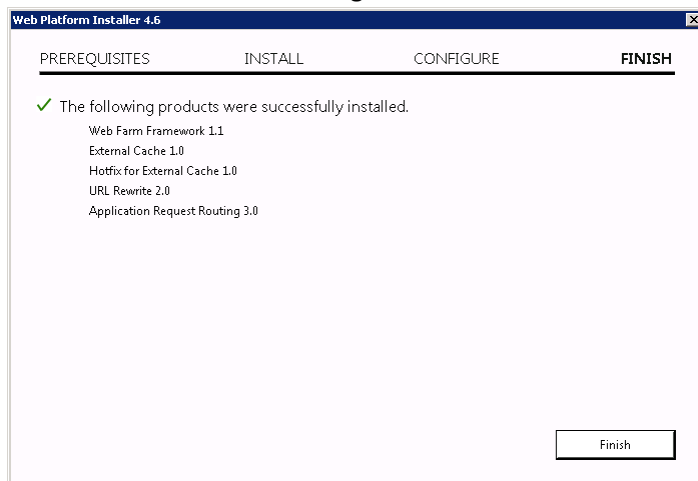 Web Platform Installer 4.6
PREREQUISITES INSTALL CONFIGURE FINISH
The following products were successfully installed.
Web Farm Framework 1.1
External Cache 1.0
Hotfix for External Cache 1.0
URL Rewrite 2.0
Application Request Routing 3.0
Finish